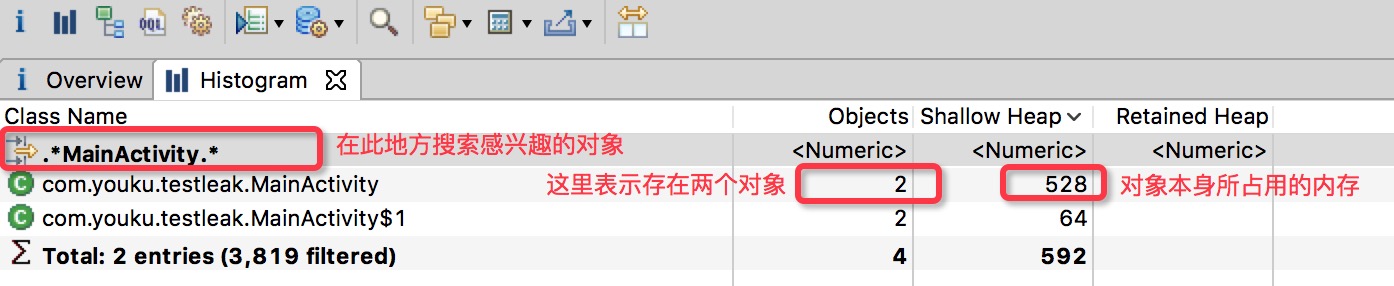 OQL
Overview Histogram
Class Name Objects Shallow Heap Retained Heap
.*MainActivity.* 在此地方搜索感兴趣的对象 <Numeric> <Numeric> <Numeric>
com.youku.testleak.MainActivity 这里表示存在两个对象 2 528 对象本身所占用的内存
com.youku.testleak.MainActivity$1 2 64
Total: 2 entries (3,819 filtered) 4 592